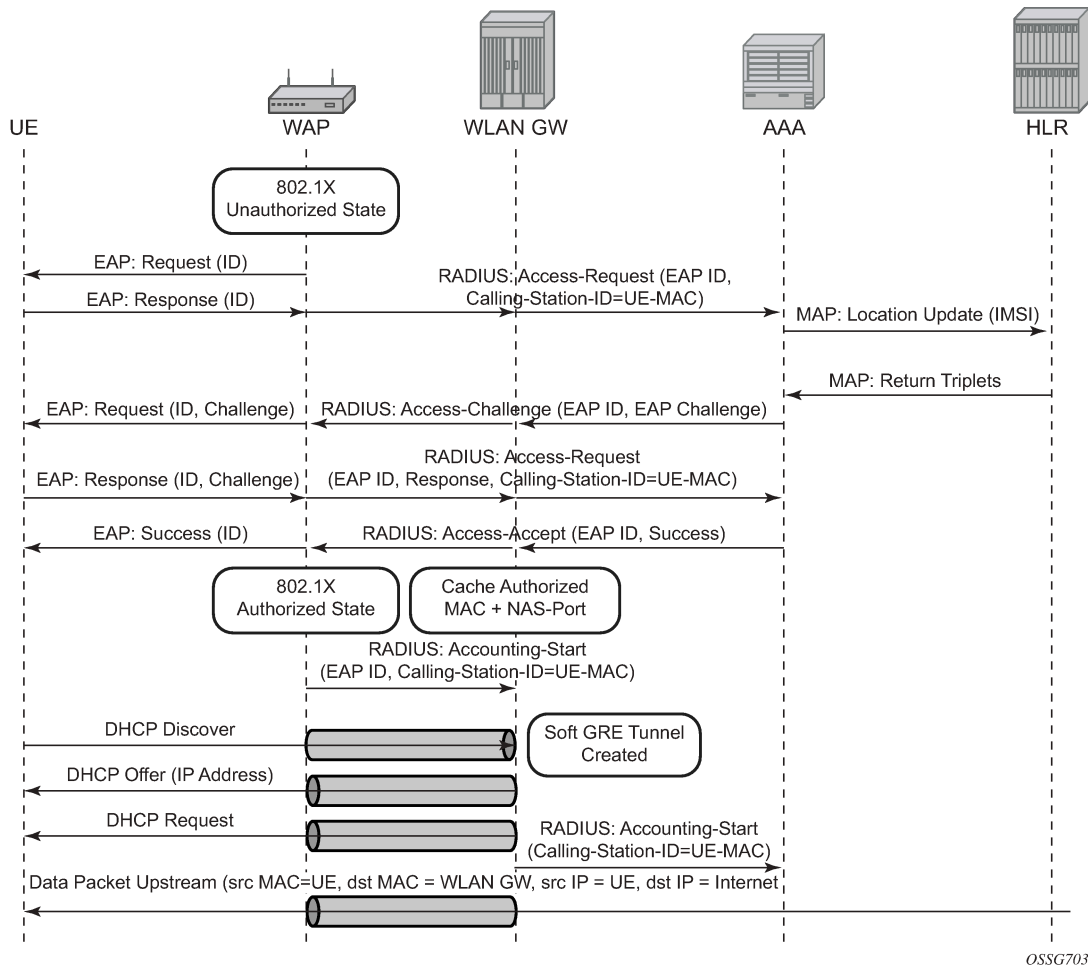 UE
WAP
WLAN GW
AAA
HLR
802.1X
Unauthorized State
EAP: Request (ID)
RADIUS: Access-Request (EAP ID,
Calling-Station-ID=UE-MAC)
EAP: Response (ID)
MAP: Location Update (IMSI)
MAP: Return Triplets
EAP: Request (ID, Challenge)
RADIUS: Access-Challenge (EAP ID, EAP Challenge)
RADIUS: Access-Request
(EAP ID, Response, Calling-Station-ID=UE-MAC)
EAP: Response (ID, Challenge)
EAP: Success (ID)
RADIUS: Access-Accept (EAP ID, Success)
802.1X
Authorized State
Cache Authorized
MAC + NAS-Port
RADIUS: Accounting-Start
(EAP ID, Calling-Station-ID=UE-MAC)
DHCP Discover
Soft GRE Tunnel
Created
DHCP Offer (IP Address)
DHCP Request
RADIUS: Accounting-Start
(Calling-Station-ID=UE-MAC)
Data Packet Upstream (src MAC=UE, dst MAC = WLAN GW, src IP = UE, dst IP = Internet
OSSG703